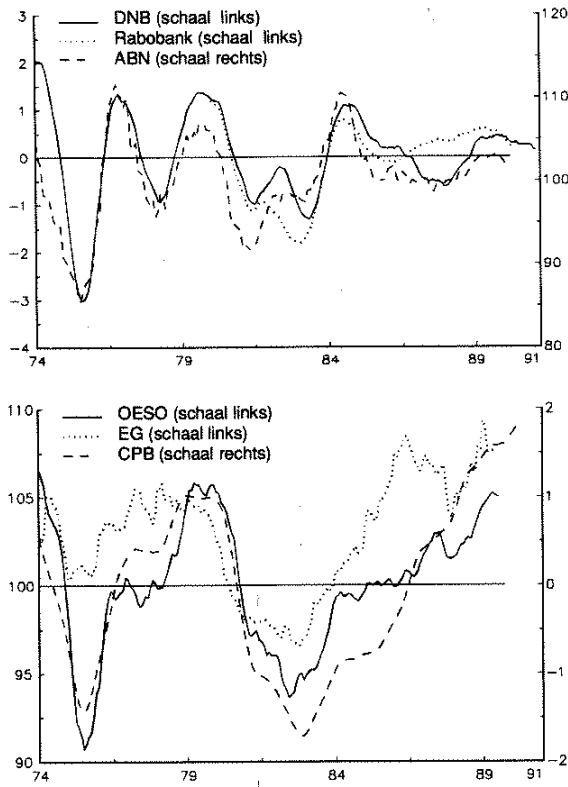 DNB (schaal links)
Rabobank (schaal links)
ABN (schaal rechts)
3
2
1
0
−1
−2
−3
−4
120
110
100
90
80
74 79 84 89 91
OESO (schaal links)
EG (schaal links)
CPB (schaal rechts)
110
105
100
95
90
2
1
0
−1
−2
74 79 84 89